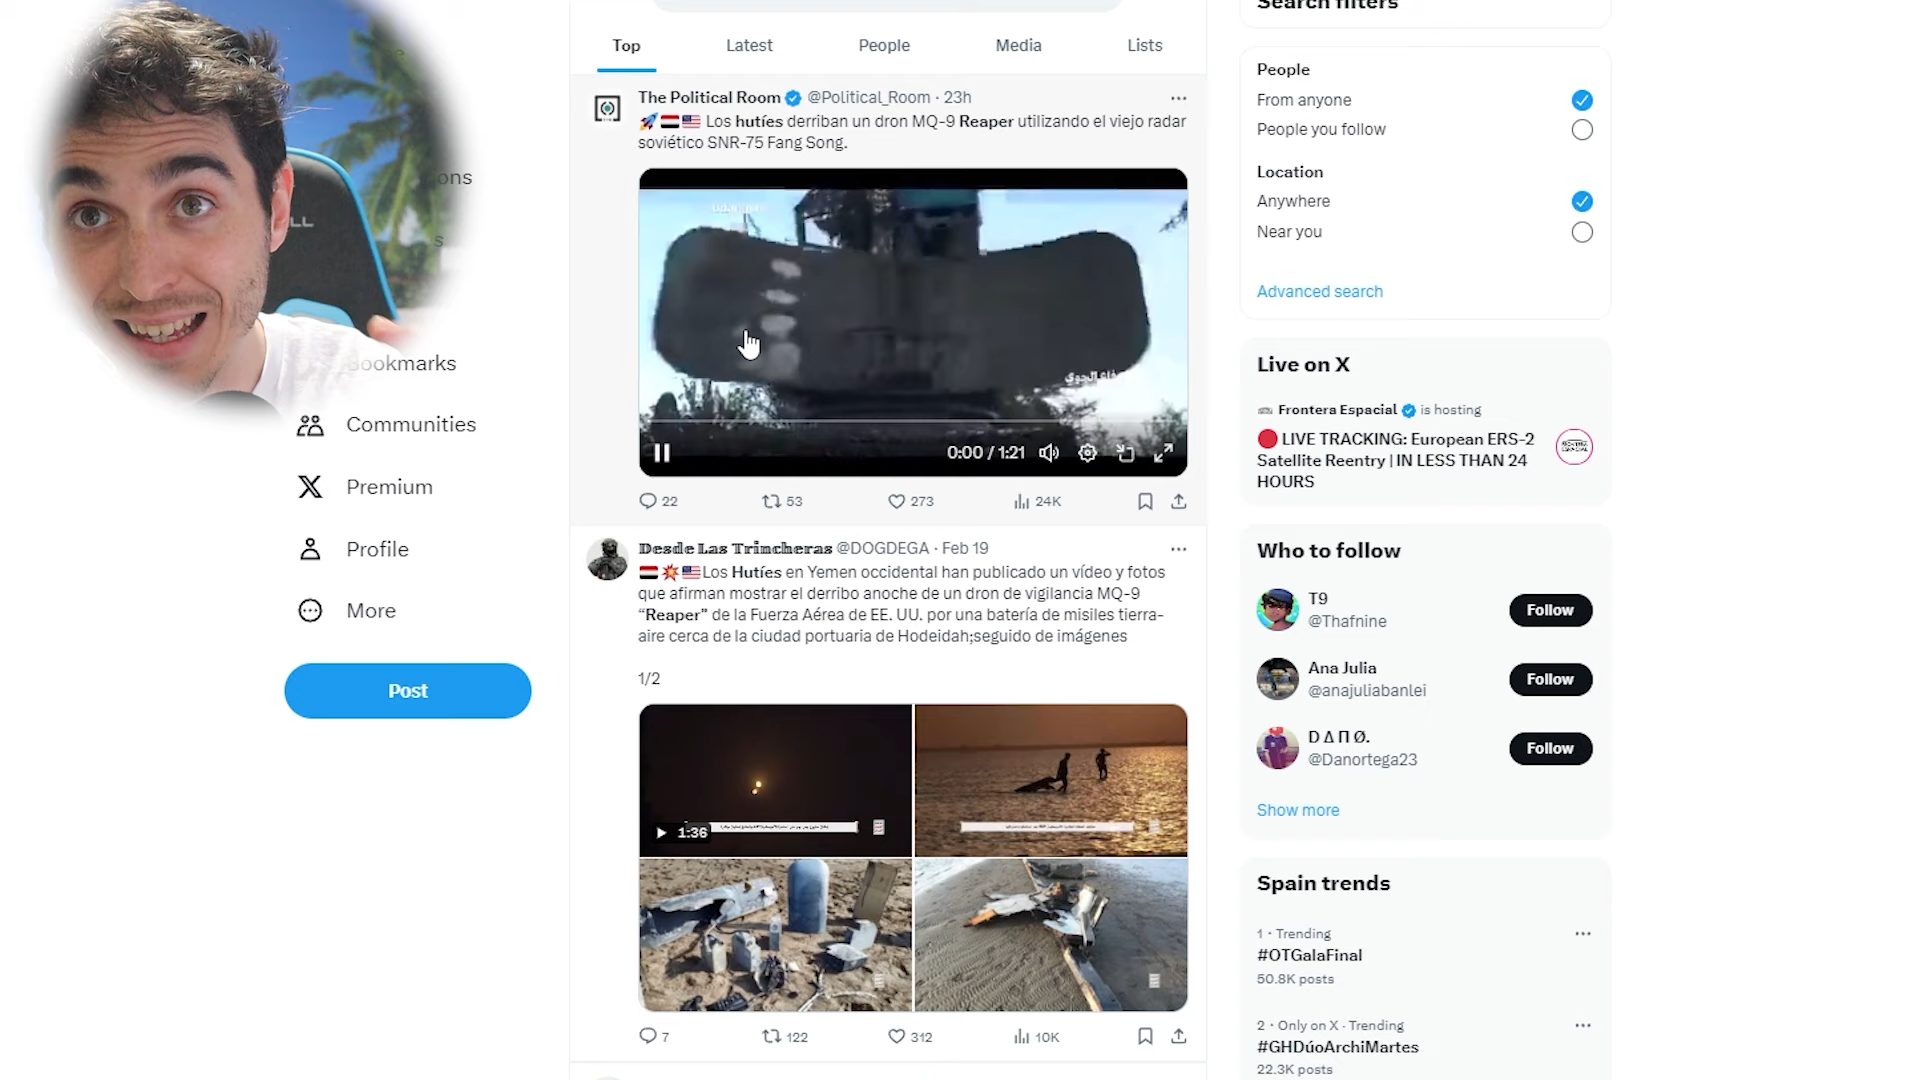 Search filters
Top
Latest
People
Media
Lists
The Political Room @Political_Room · 23h
Los hutíes derriban un dron MQ-9 Reaper utilizando el viejo radar
soviético SNR-75 Fang Song.
0:00 / 1:21
22
53
273
24K
Desde Las Trincheras @DOGDEGA · Feb 19
Los Hutíes en Yemen occidental han publicado un vídeo y fotos
que afirman mostrar el derribo anoche de un dron de vigilancia MQ-9
“Reaper" de la Fuerza Aérea de EE. UU. por una batería de misiles tierra-
aire cerca de la ciudad portuaria de Hodeidah;seguido de imágenes
1/2
1:36
7
122
312
10K
ons
s
Bookmarks
Communities
Premium
Profile
More
Post
People
From anyone
People you follow
Location
Anywhere
Near you
Advanced search
Live on X
Frontera Espacial is hosting
LIVE TRACKING: European ERS-2
Satellite Reentry | IN LESS THAN 24
HOURS
Who to follow
T9
@Thafnine
Follow
Ana Julia
@anajuliabanlei
Follow
D Δ Π Ø.
@Danortega23
Follow
Show more
Spain trends
1 · Trending
#OTGalaFinal
50.8K posts
2 · Only on X · Trending
#GHDúoArchiMartes
22.3K posts